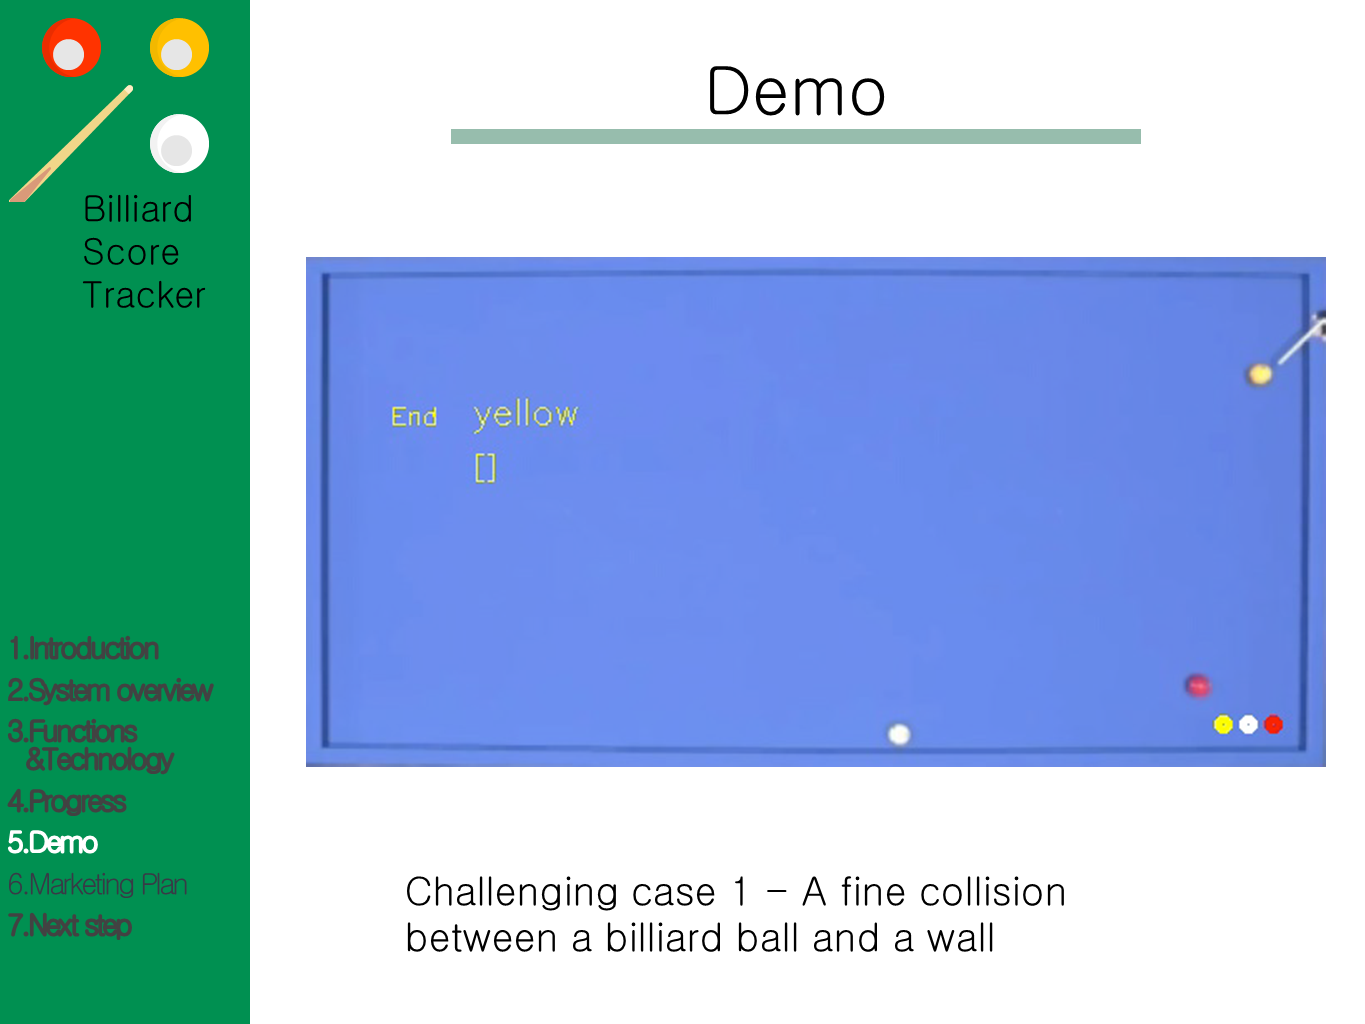 Billiard
Score
Tracker
1.Introduction
2.System overview
3.Functions
&Technology
4.Progress
5.Demo
6.Marketing Plan
7.Next step
Demo
End yellow
[]
Challenging case 1 - A fine collision
between a billiard ball and a wall